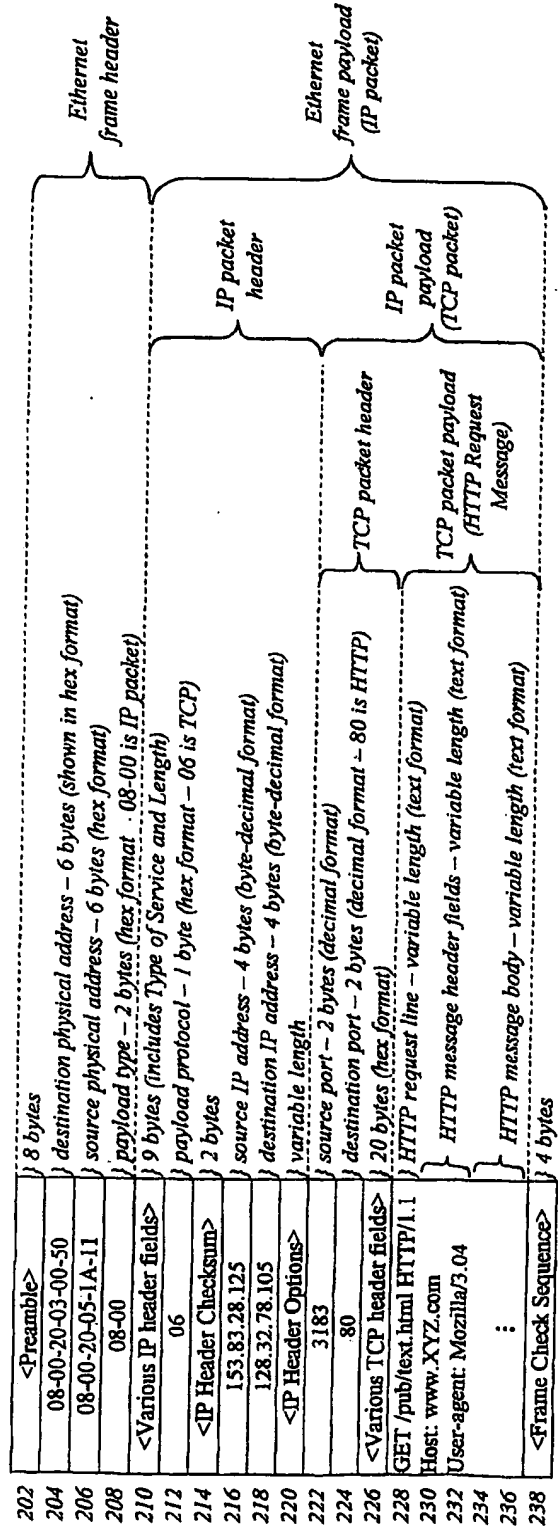 202 <Preamble> } 8 bytes
204 08-00-20-03-00-50 } destination physical address – 6 bytes (shown in hex format)
206 08-00-20-05-1A-11 } source physical address – 6 bytes (hex format)
208 08-00 } payload type – 2 bytes (hex format - 08-00 is IP packet)
210 <Various IP header fields> } 9 bytes (includes Type of Service and Length)
212 06 } payload protocol – 1 byte (hex format – 06 is TCP)
214 <IP Header Checksum> } 2 bytes
216 153.83.28.125 } source IP address – 4 bytes (byte-decimal format)
218 128.32.78.105 } destination IP address – 4 bytes (byte-decimal format)
220 <IP Header Options> } variable length
222 3183 } source port – 2 bytes (decimal format)
224 80 } destination port – 2 bytes (decimal format – 80 is HTTP)
226 <Various TCP header fields> } 20 bytes (hex format)
228 GET /pub/text.html HTTP/1.1 } HTTP request line – variable length (text format)
230 Host: www.XYZ.com
232 User-agent: Mozilla/3.04
HTTP message header fields – variable length (text format)
234
236 :
HTTP message body – variable length (text format)
238 <Frame Check Sequence> } 4 bytes
TCP packet header
TCP packet payload
(HTTP Request
Message)
IP packet
header
IP packet
payload
(TCP packet)
Ethernet
frame header
Ethernet
frame payload
(IP packet)